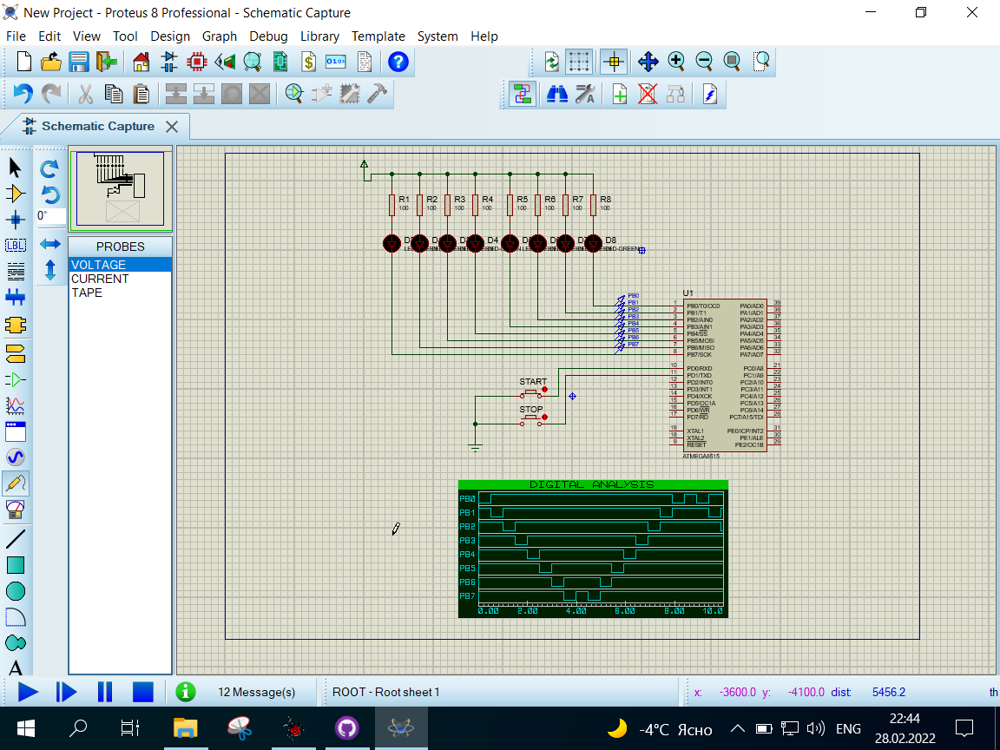 New Project - Proteus 8 Professional - Schematic Capture
File Edit View Tool Design Graph Debug Library Template System Help
Schematic Capture
0°
LBL
PROBES
VOLTAGE
CURRENT
TAPE
A
R1 R2 R3 R4 R5 R6 R7 R8
100 100 100 100 100 100 100 100
D4 D8
PB0
PB1
PB2
PB3
PB4
PB5
PB6
PB7
U1
1 PB0/T0/OC0 PA0/AD0 39
2 PB1/T1 PA1/AD1 38
3 PB2/AIN0 PA2/AD2 37
4 PB3/AIN1 PA3/AD3 36
5 PB4/SS PA4/AD4 35
6 PB5/MOSI PA5/AD5 34
7 PB6/MISO PA6/AD6 33
8 PB7/SCK PA7/AD7 32
10 PD0/RXD PC0/A8 21
11 PD1/TXD PC1/A9 22
12 PD2/INT0 PC2/A10 23
13 PD3/INT1 PC3/A11 24
14 PD4/XCK PC4/A12 25
15 PD5/OC1A PC5/A13 26
16 PD6/WR PC6/A14 27
17 PD7/RD PC7/A15/TDI 28
19 XTAL1 PE0/ICP/INT2 31
18 XTAL2 PE1/ALE 30
9 RESET PE2/OC1B 29
ATMEGA8515
START
STOP
DIGITAL ANALYSIS
PB0
PB1
PB2
PB3
PB4
PB5
PB6
PB7
0.00 2.00 4.00 6.00 8.00 10.0
12 Message(s) ROOT - Root sheet 1 x: -3600.0 y: -4100.0 dist: 5456.2 th
-4°C Ясно ENG 22:44
28.02.2022